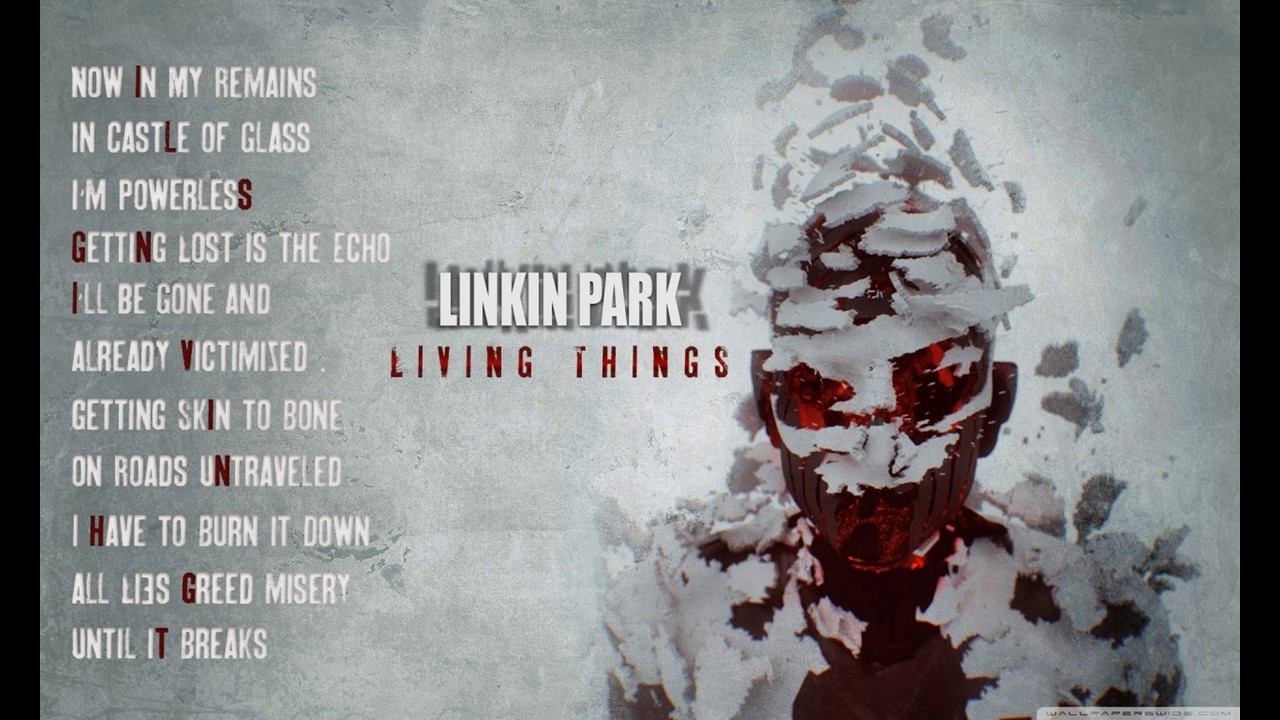 NOW IN MY REMAINS
IN CASTLE OF GLASS
I'M POWERLESS
GETTING LOST IS THE ECHO
I'LL BE GONE AND
ALREADY VICTIMIZED .
GETTING SKIN TO BONE
ON ROADS UNTRAVELED
I HAVE TO BURN IT DOWN
ALL LIES GREED MISERY
UNTIL IT BREAKS
LINKIN PARK
LIVING THINGS
WALLPAPERSWIDE.COM